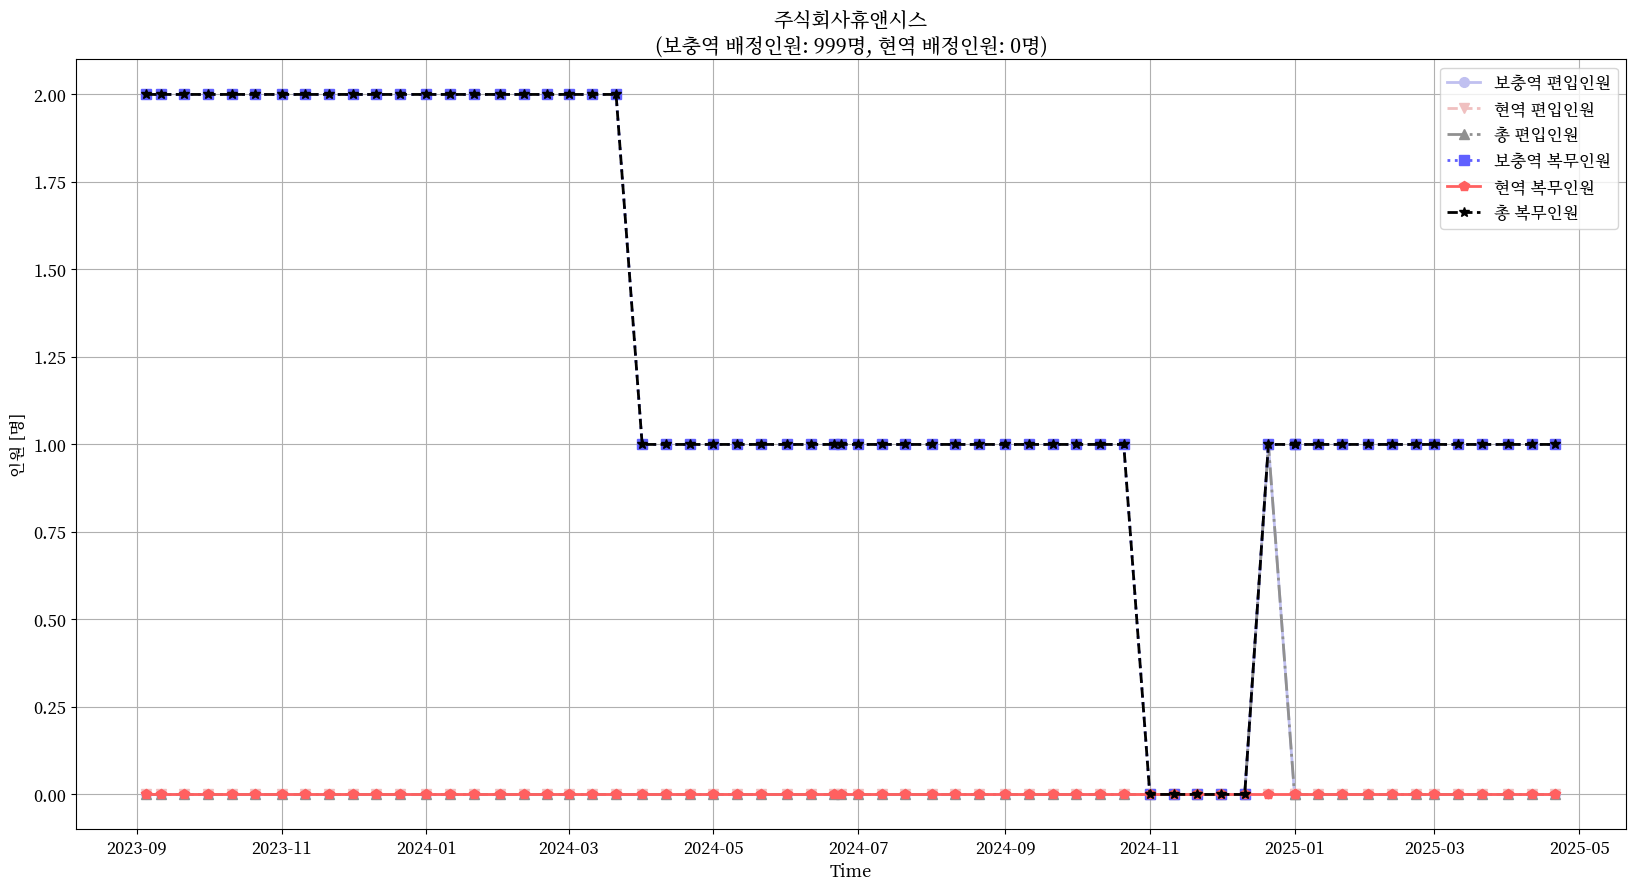 주식회사휴앤시스
(보충역 배정인원: 999명, 현역 배정인원: 0명)
보충역 편입인원
현역 편입인원
총 편입인원
보충역 복무인원
현역 복무인원
총 복무인원
인원 [명]
2.00
1.75
1.50
1.25
1.00
0.75
0.50
0.25
0.00
2023-09
2023-11
2024-01
2024-03
2024-05
2024-07
2024-09
2024-11
2025-01
2025-03
2025-05
Time